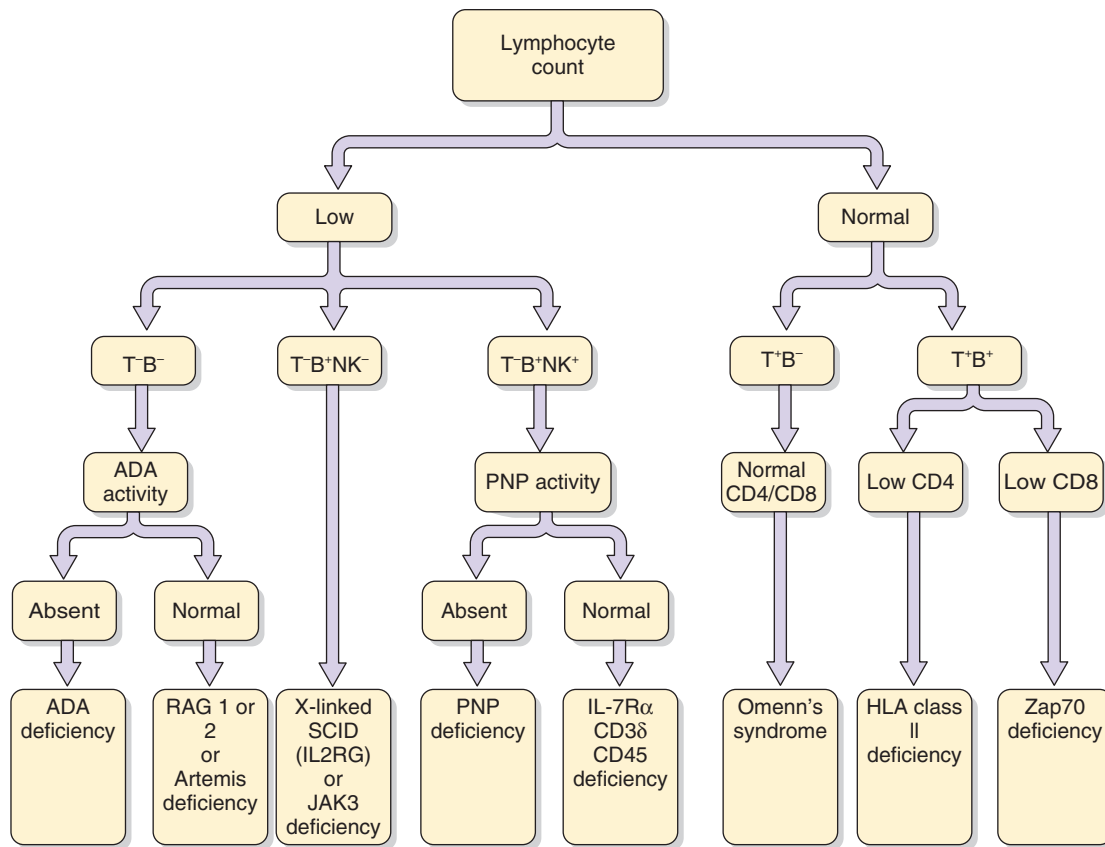 Lymphocyte
count
Low
Normal
T⁻B⁻
T⁻B⁺NK⁻
T⁻B⁺NK⁺
T⁺B⁻
T⁺B⁺
ADA
activity
PNP activity
Normal
CD4/CD8
Low CD4
Low CD8
Absent
Normal
Absent
Normal
ADA
deficiency
RAG 1 or
2
or
Artemis
deficiency
X-linked
SCID
(IL2RG)
or
JAK3
deficiency
PNP
deficiency
IL-7Rα
CD3δ
CD45
deficiency
Omenn's
syndrome
HLA class
II
deficiency
Zap70
deficiency